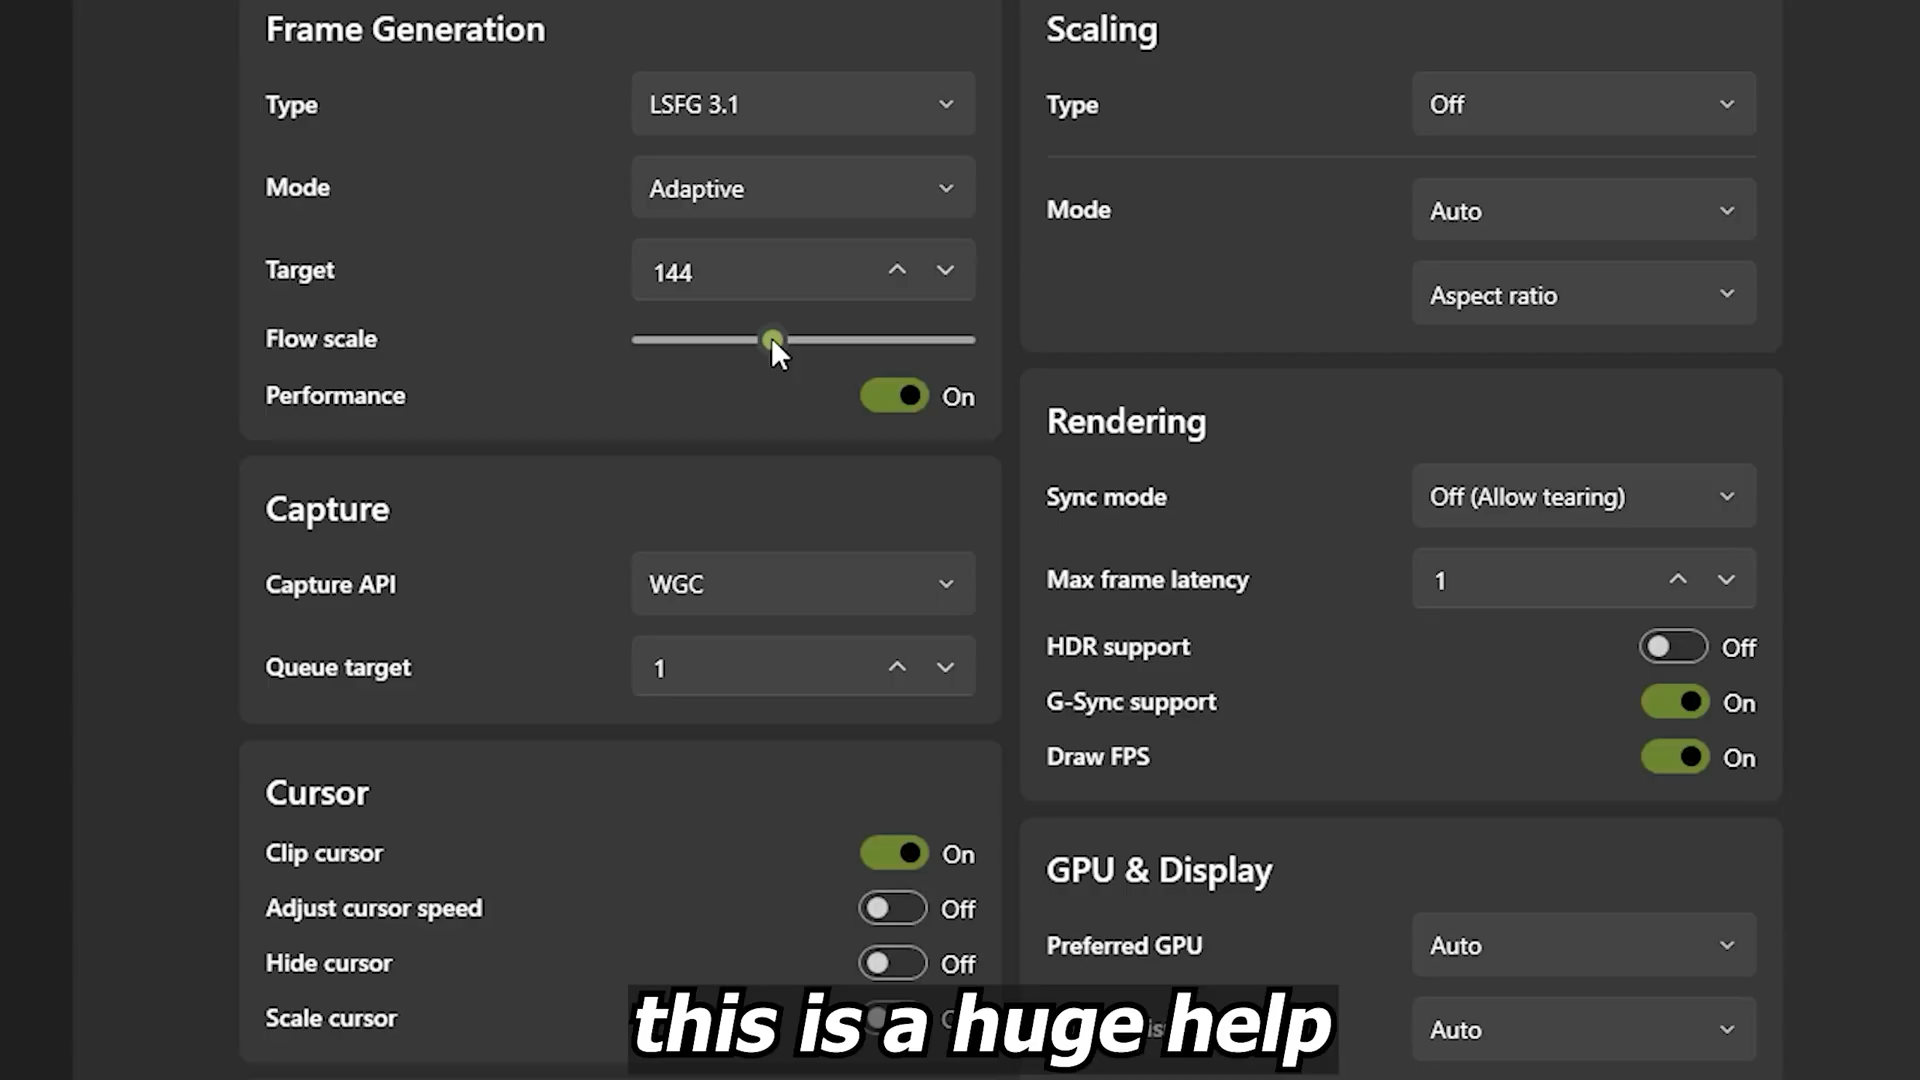 Frame Generation
Type
LSFG 3.1
Mode
Adaptive
Target
144
Flow scale
Performance
On
Capture
Capture API
WGC
Queue target
1
Cursor
Clip cursor
On
Adjust cursor speed
Off
Hide cursor
Off
Scale cursor
Scaling
Type
Off
Mode
Auto
Aspect ratio
Rendering
Sync mode
Off (Allow tearing)
Max frame latency
1
HDR support
Off
G-Sync support
On
Draw FPS
On
GPU & Display
Preferred GPU
Auto
Auto
this is a huge help